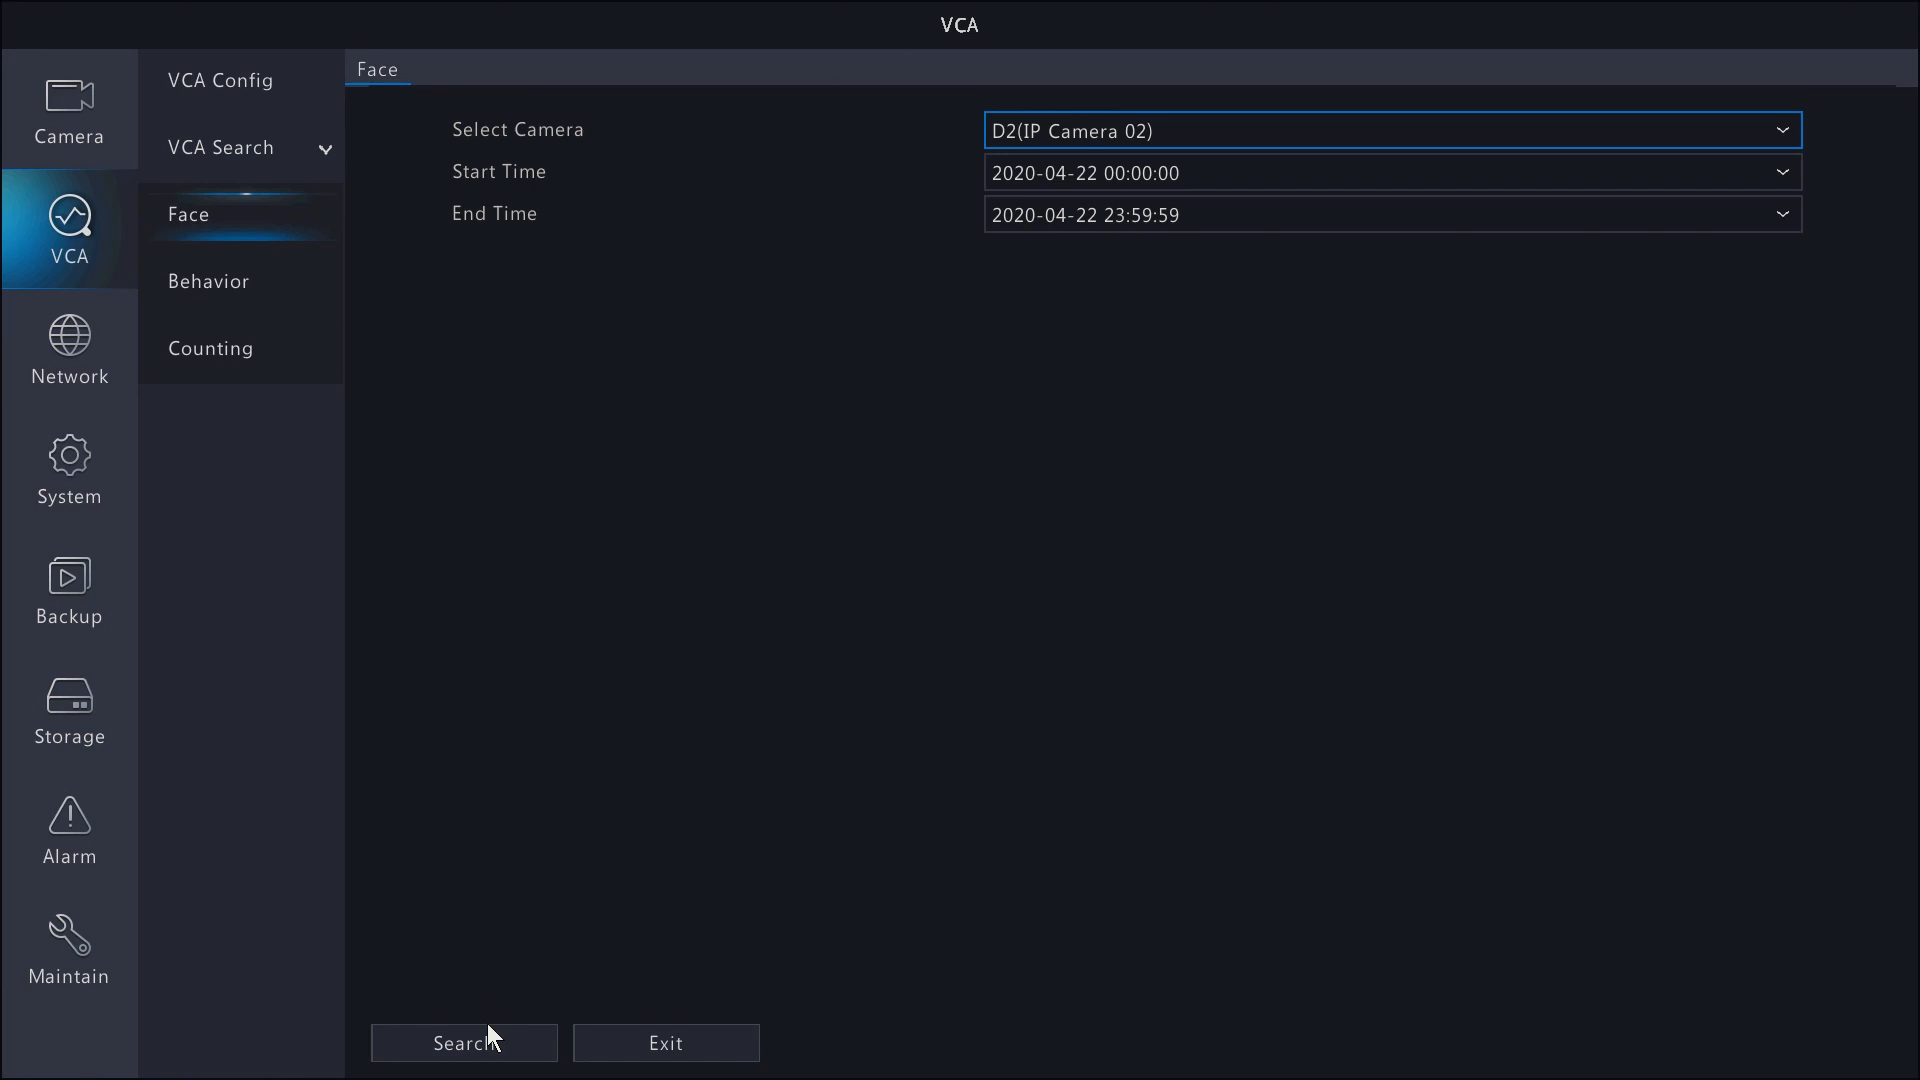 VCA
Camera
VCA
Network
System
Backup
Storage
Alarm
Maintain
VCA Config
VCA Search
Face
Behavior
Counting
Face
Select Camera
D2(IP Camera 02)
Start Time
2020-04-22 00:00:00
End Time
2020-04-22 23:59:59
Search
Exit